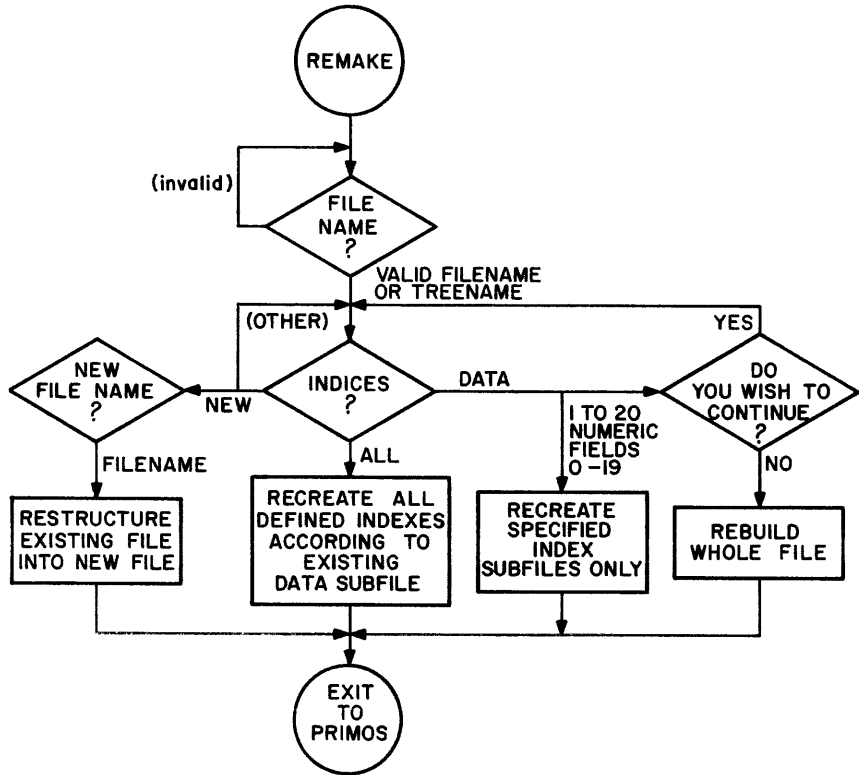 REMAKE
(invalid)
FILE
NAME
?
VALID FILENAME
OR TREENAME
(OTHER)
YES
NEW
FILE NAME
?
NEW
INDICES
?
DATA
DO
YOU WISH TO
CONTINUE
?
FILENAME
ALL
1 TO 20
NUMERIC
FIELDS
0-19
NO
RESTRUCTURE
EXISTING FILE
INTO NEW FILE
RECREATE ALL
DEFINED INDEXES
ACCORDING TO
EXISTING
DATA SUBFILE
RECREATE
SPECIFIED
INDEX
SUBFILES ONLY
REBUILD
WHOLE FILE
EXIT
TO
PRIMOS